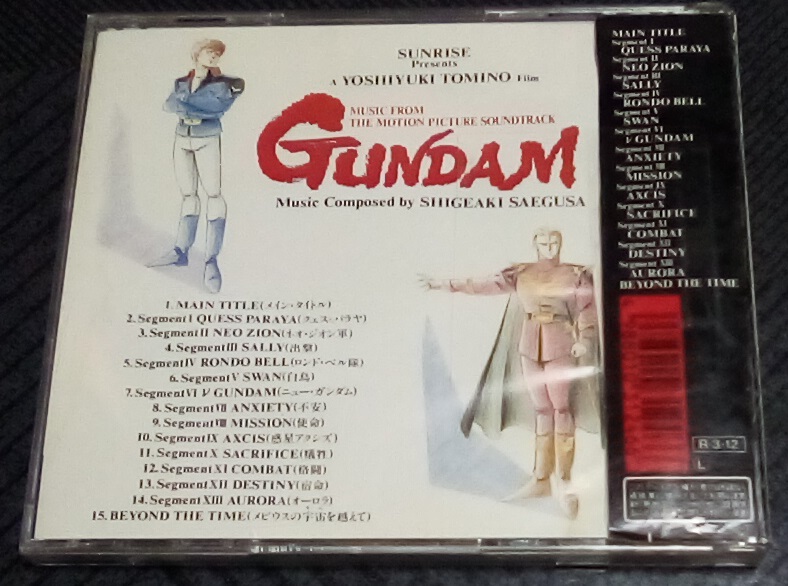 SUNRISE
Presents
A YOSHIYUKI TOMINO Film
MUSIC FROM
THE MOTION PICTURE SOUNDTRACK
GUNDAM
Music Composed by SHIGEAKI SAEGUSA
1. MAIN TITLE(メイン・タイトル)
2. Segment I QUESS PARAYA(クェス・パラヤ)
3. Segment II NEO ZION(ネオ・ジオン軍)
4. Segment III SALLY(出撃)
5. Segment IV RONDO BELL(ロンド・ベル隊)
6. Segment V SWAN(白鳥)
7. Segment VI ν GUNDAM(ニュー・ガンダム)
8. Segment VII ANXIETY(不安)
9. Segment VIII MISSION(使命)
10. Segment IX AXCIS(惑星アクシズ)
11. Segment X SACRIFICE(犠牲)
12. Segment XI COMBAT(格闘)
13. Segment XII DESTINY(宿命)
14. Segment XIII AURORA(オーロラ)
15. BEYOND THE TIME(メビウスの宇宙を越えて)
MAIN TITLE
Segment I
QUESS PARAYA
Segment II
NEO ZION
Segment III
SALLY
Segment IV
RONDO BELL
Segment V
SWAN
Segment VI
ν GUNDAM
Segment VII
ANXIETY
Segment VIII
MISSION
Segment IX
AXCIS
Segment X
SACRIFICE
Segment XI
COMBAT
Segment XII
DESTINY
Segment XIII
AURORA
BEYOND THE TIME
R 3·12
L